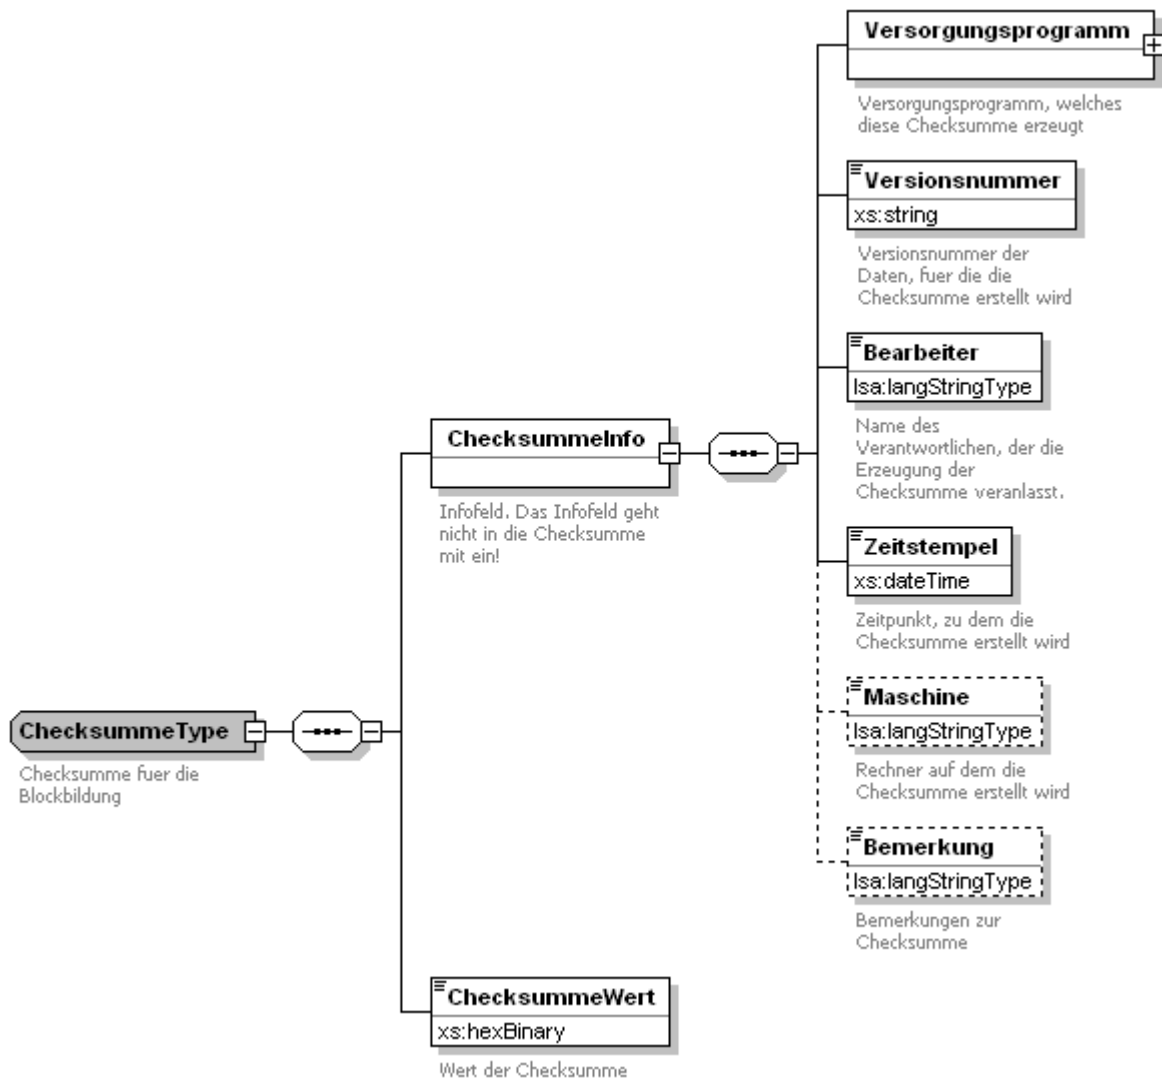 Versorgungsprogramm
Versorgungsprogramm, welches
diese Checksumme erzeugt
Versionsnummer
xs:string
Versionsnummer der
Daten, fuer die die
Checksumme erstellt wird
Bearbeiter
lsa:langStringType
Name des
Verantwortlichen, der die
Erzeugung der
Checksumme veranlasst.
ChecksummeInfo
Infofeld. Das Infofeld geht
nicht in die Checksumme
mit ein!
Zeitstempel
xs:dateTime
Zeitpunkt, zu dem die
Checksumme erstellt wird
Maschine
lsa:langStringType
Rechner auf dem die
Checksumme erstellt wird
ChecksummeType
Checksumme fuer die
Blockbildung
Bemerkung
lsa:langStringType
Bemerkungen zur
Checksumme
ChecksummeWert
xs:hexBinary
Wert der Checksumme